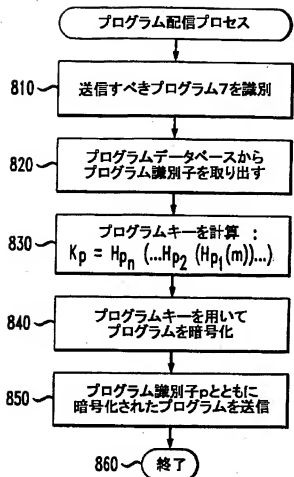 プログラム配信プロセス
810
送信すべきプログラム7を識別
820
プログラムデータベースから
プログラム識別子を取り出す
830
プログラムキーを計算 :
Kp = Hpn (...Hp2 (Hp1(m))...)
840
プログラムキーを用いて
プログラムを暗号化
850
プログラム識別子pとともに
暗号化されたプログラムを送信
860
終了